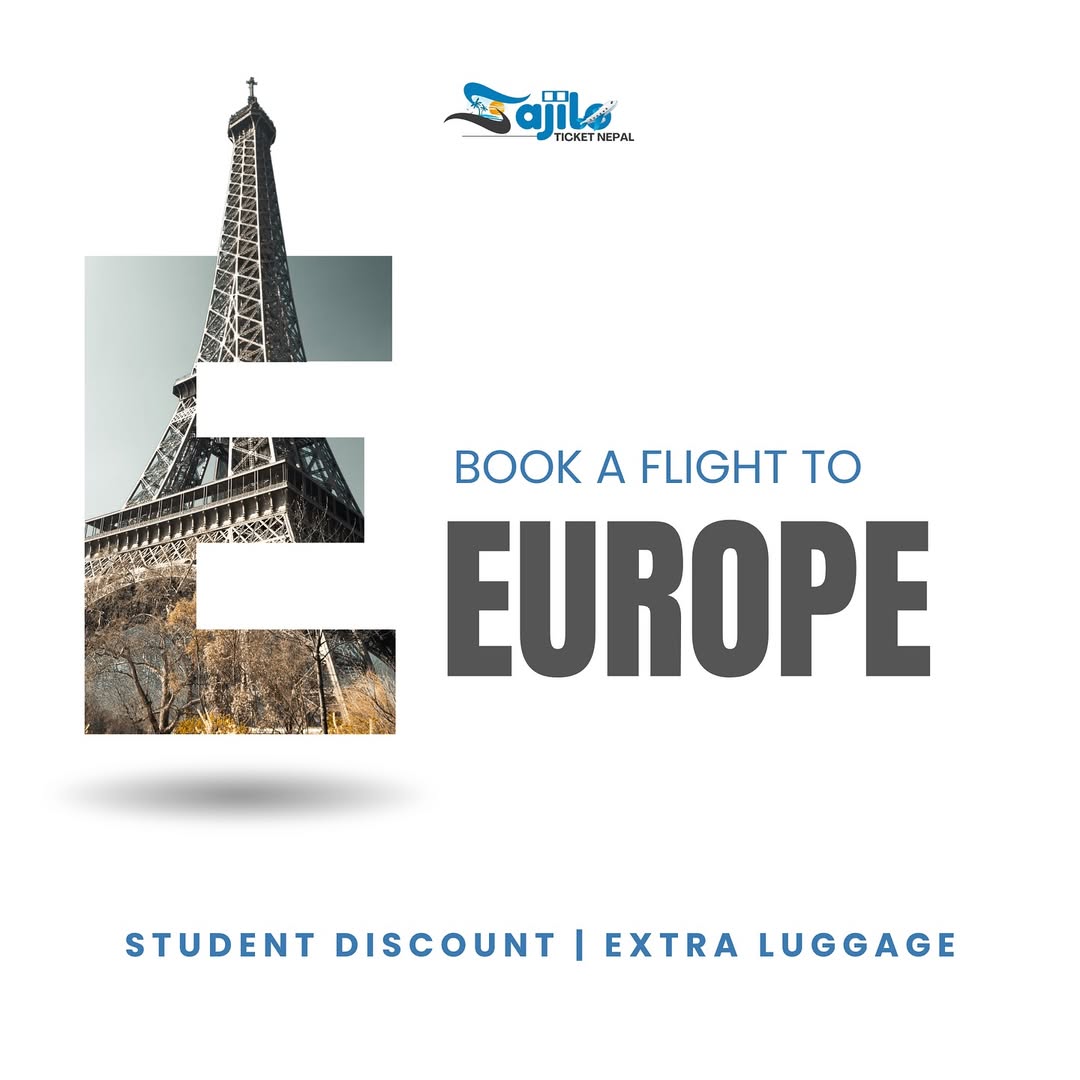 Sajilo
TICKET NEPAL
BOOK A FLIGHT TO
EUROPE
STUDENT DISCOUNT | EXTRA LUGGAGE